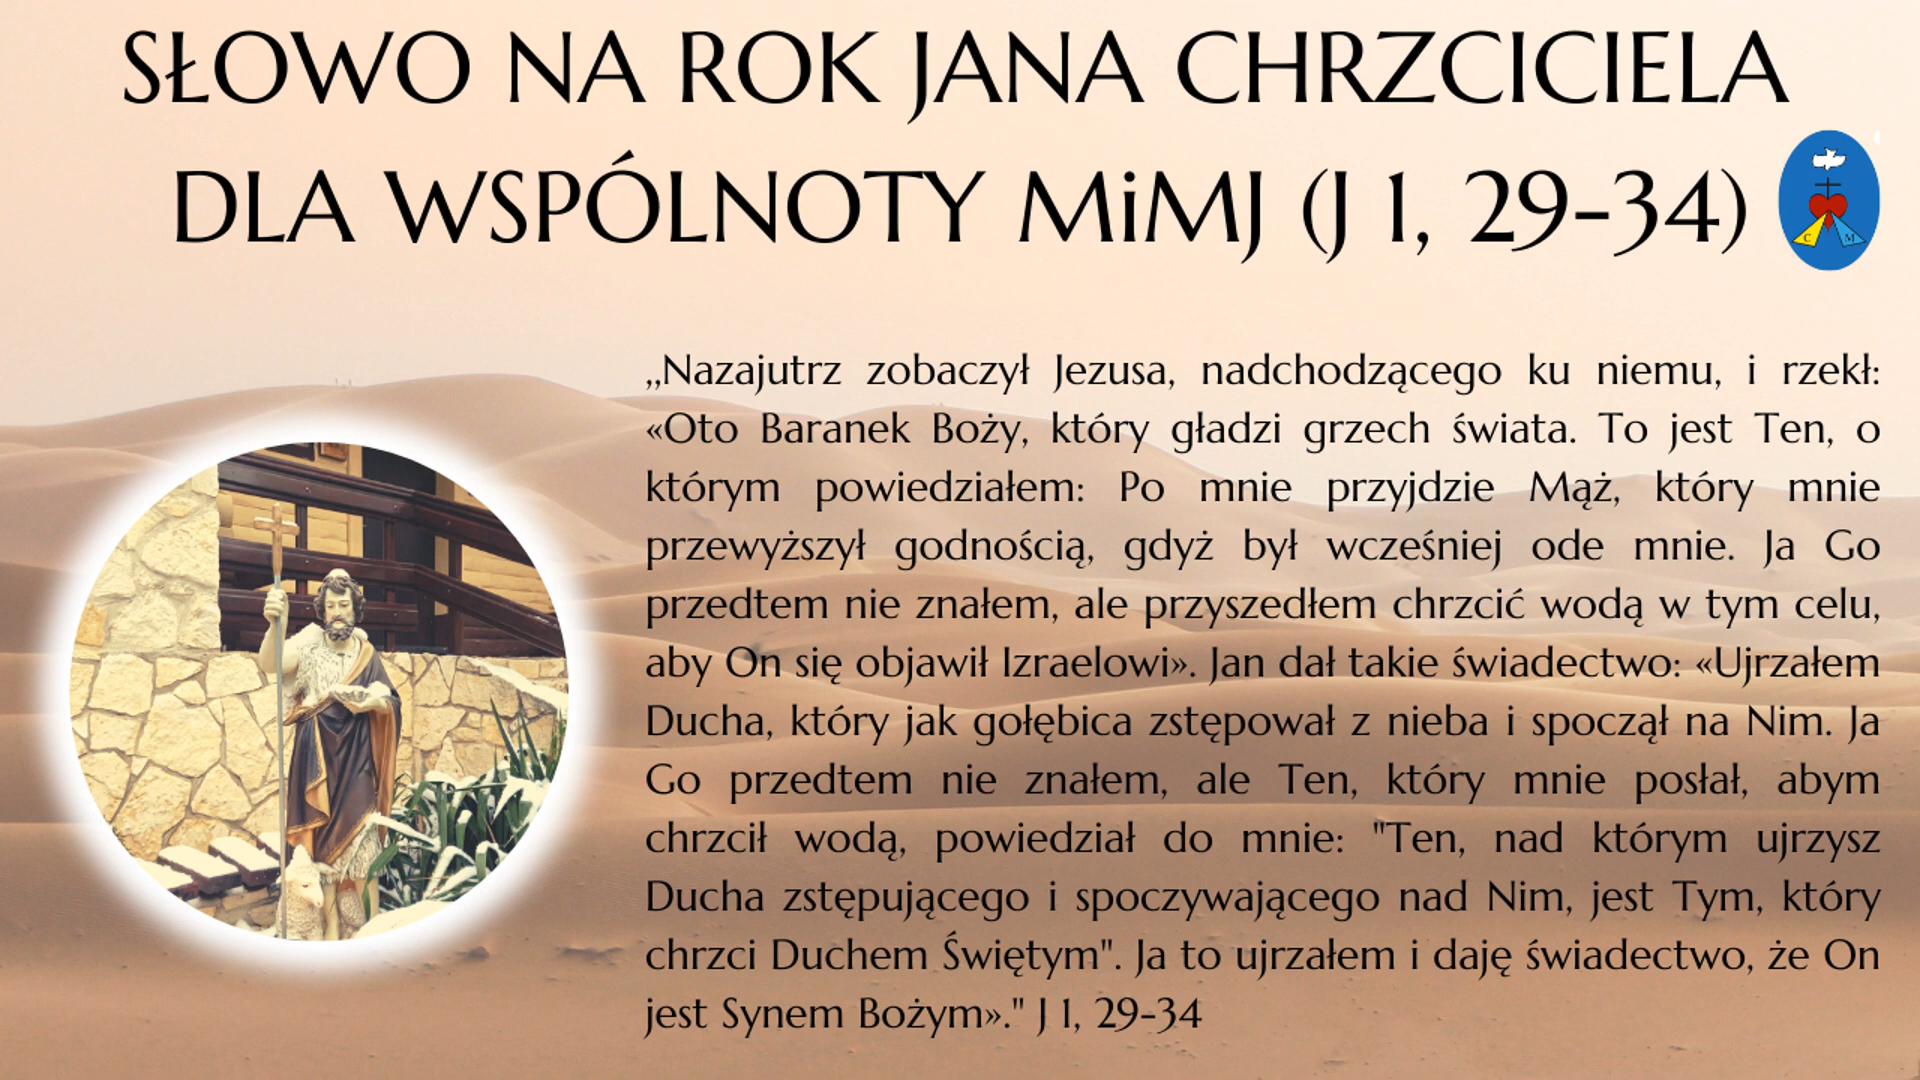 SŁOWO NA ROK JANA CHRZCICIELA
DLA WSPÓLNOTY MiMJ (J 1, 29-34)
C M
„Nazajutrz zobaczył Jezusa, nadchodzącego ku niemu, i rzekł:
«Oto Baranek Boży, który gładzi grzech świata. To jest Ten, o
którym powiedziałem: Po mnie przyjdzie Mąż, który mnie
przewyższył godnością, gdyż był wcześniej ode mnie. Ja Go
przedtem nie znałem, ale przyszedłem chrzcić wodą w tym celu,
aby On się objawił Izraelowi». Jan dał takie świadectwo: «Ujrzałem
Ducha, który jak gołębica zstępował z nieba i spoczął na Nim. Ja
Go przedtem nie znałem, ale Ten, który mnie posłał, abym
chrzcił wodą, powiedział do mnie: "Ten, nad którym ujrzysz
Ducha zstępującego i spoczywającego nad Nim, jest Tym, który
chrzci Duchem Świętym". Ja to ujrzałem i daję świadectwo, że On
jest Synem Bożym»." J 1, 29-34